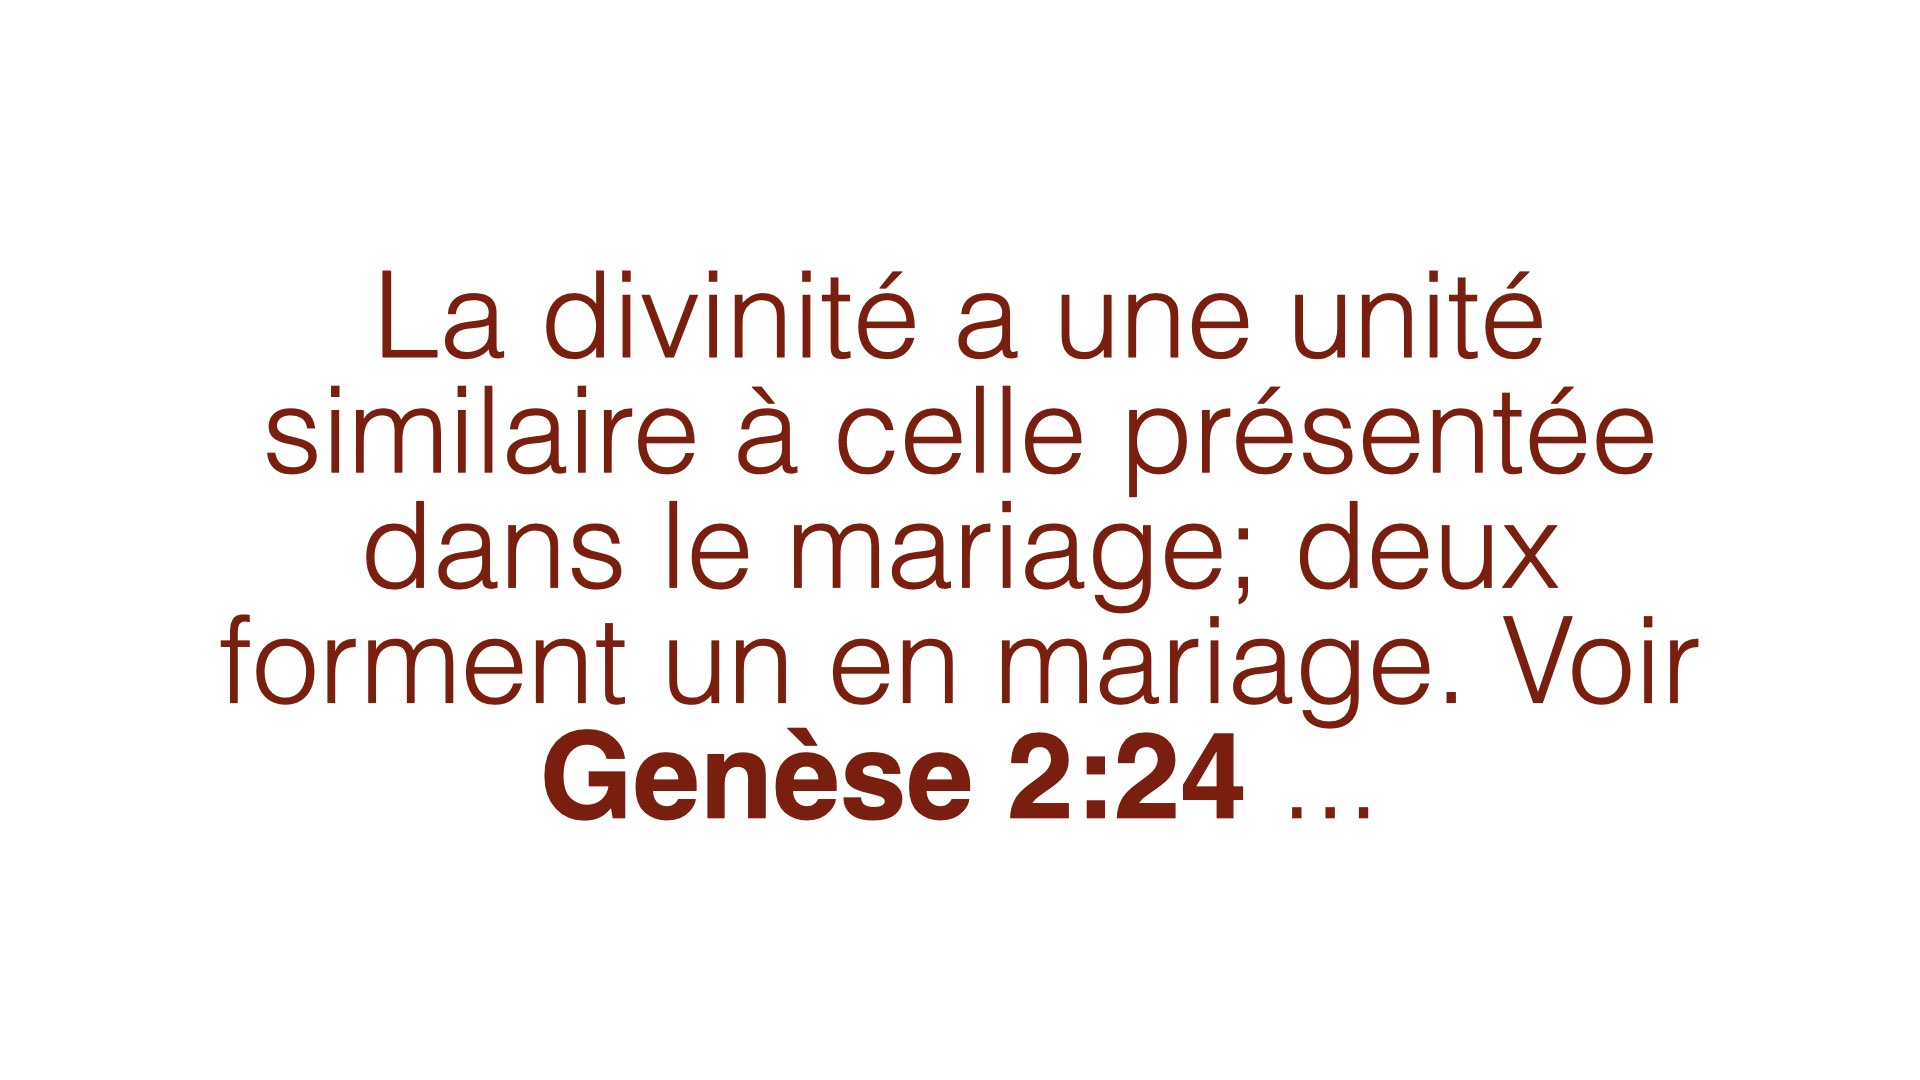 La divinité a une unité
similaire à celle présentée
dans le mariage; deux
forment un en mariage. Voir
Genèse 2:24 ...